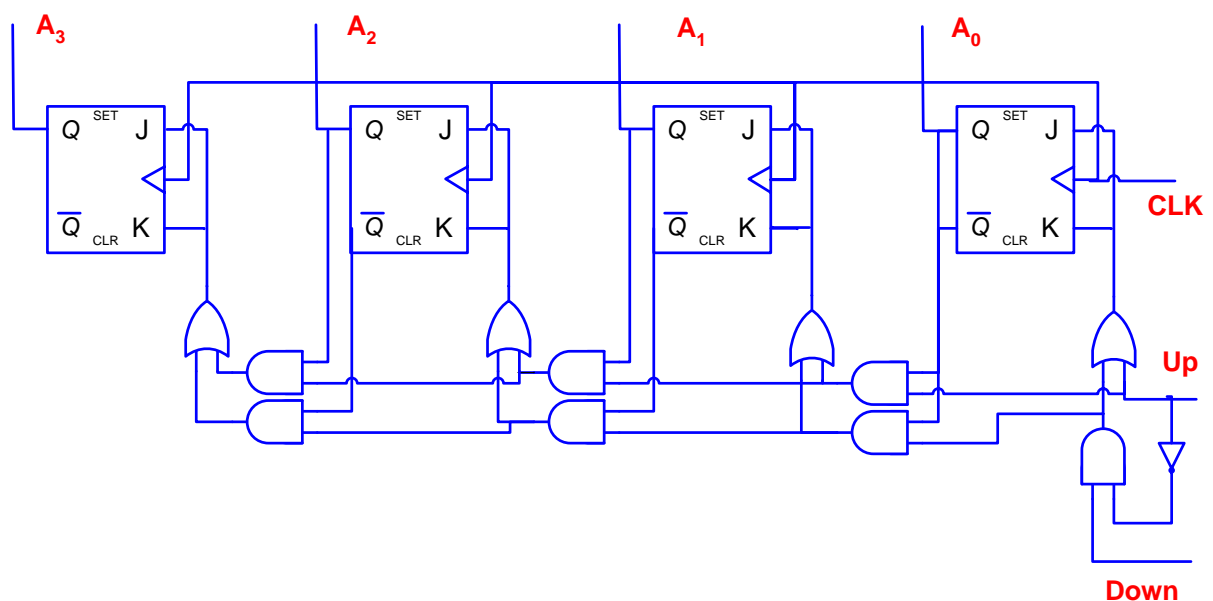 A₃ A₂ A₁ A₀
SET SET SET SET
Q J Q J Q J Q J
CLK
Q̅ K Q̅ K Q̅ K Q̅ K
CLR CLR CLR CLR
Up
Down